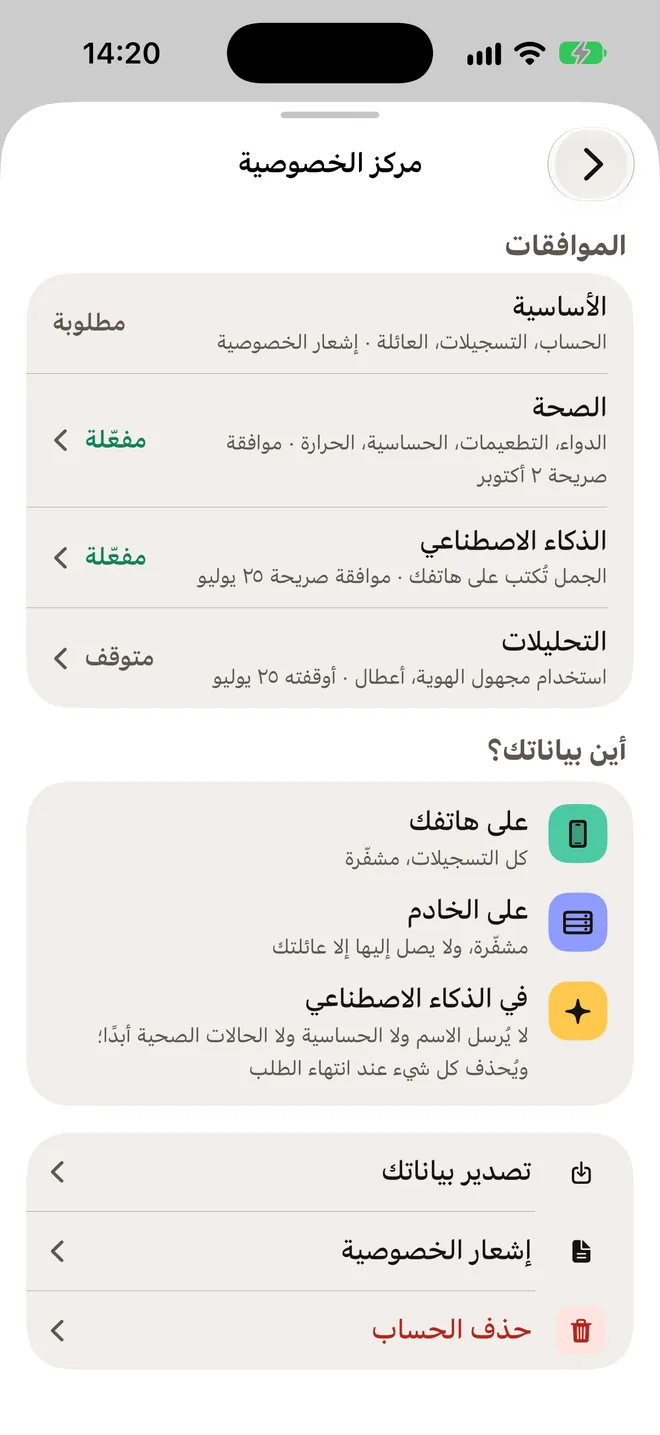 14:20
مركز الخصوصية
الموافقات
الأساسية
الحساب، التسجيلات، العائلة · إشعار الخصوصية
مطلوبة
الصحة
الدواء، التطعيمات، الحساسية، الحرارة · موافقة
صريحة ٢ أكتوبر
مفعّلة
الذكاء الاصطناعي
الجمل تُكتب على هاتفك · موافقة صريحة ٢٥ يوليو
مفعّلة
التحليلات
استخدام مجهول الهوية، أعطال · أوقفته ٢٥ يوليو
متوقف
أين بياناتك؟
على هاتفك
كل التسجيلات، مشفّرة
على الخادم
مشفّرة، ولا يصل إليها إلا عائلتك
في الذكاء الاصطناعي
لا يُرسل الاسم ولا الحساسية ولا الحالات الصحية أبدًا؛
ويُحذف كل شيء عند انتهاء الطلب
تصدير بياناتك
إشعار الخصوصية
حذف الحساب